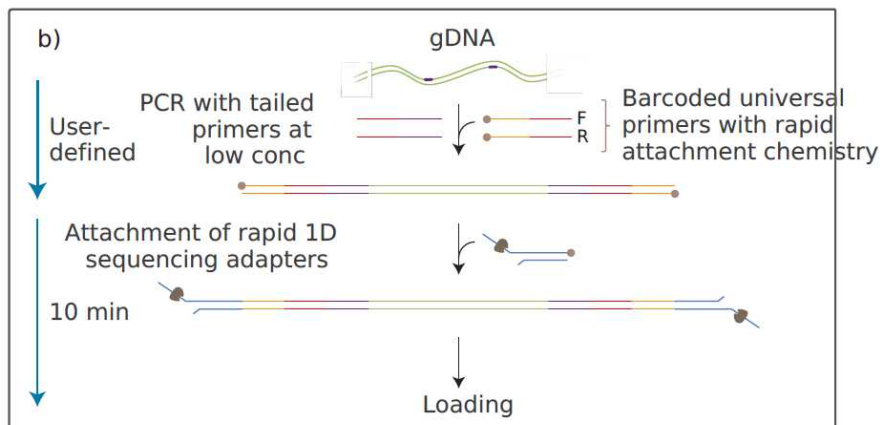 b)
gDNA
PCR with tailed
primers at
low conc
User-
defined
F
R
Barcoded universal
primers with rapid
attachment chemistry
Attachment of rapid 1D
sequencing adapters
10 min
Loading